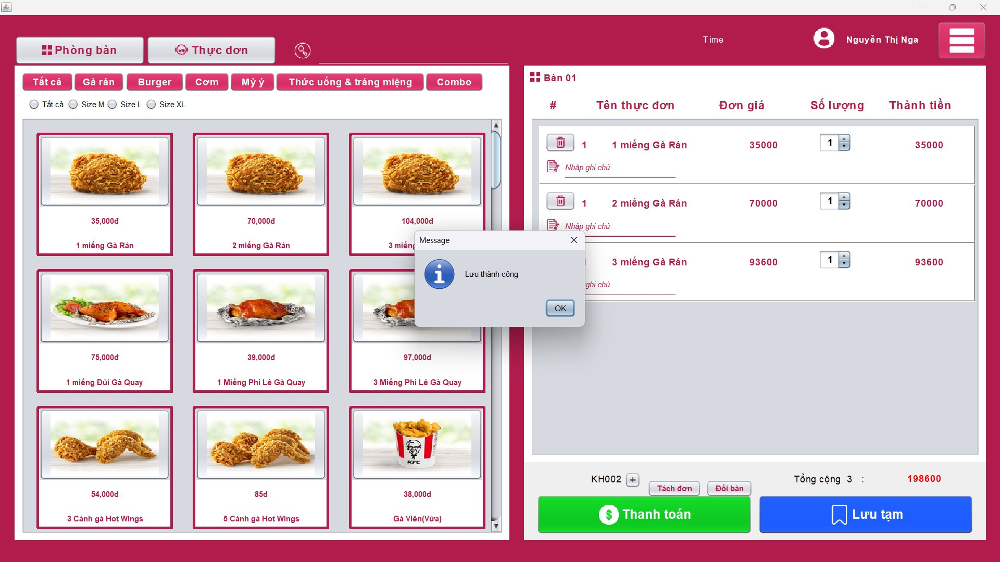 Time
Nguyễn Thị Nga
Phòng bàn
Thực đơn
Tất cả
Gà rán
Burger
Cơm
Mỳ ý
Thức uống & tráng miệng
Combo
Tất cả
Size M
Size L
Size XL
35,000đ
70,000đ
104,000đ
1 miếng Gà Rán
2 miếng Gà Rán
3 miếng
75,000đ
39,000đ
97,000đ
1 miếng Đùi Gà Quay
1 Miếng Phi Lê Gà Quay
3 Miếng Phi Lê Gà Quay
KFC
54,000đ
85đ
38,000đ
3 Cánh gà Hot Wings
5 Cánh gà Hot Wings
Gà Viên(Vừa)
Message
i
Lưu thành công
OK
Bàn 01
# Tên thực đơn Đơn giá Số lượng Thành tiền
1 1 miếng Gà Rán 35000 1 35000
Nhập ghi chú
1 2 miếng Gà Rán 70000 1 70000
Nhập ghi chú
3 miếng Gà Rán 93600 1 93600
ghi chú
KH002 +
Tổng cộng 3 : 198600
Tách đơn
Đổi bàn
$ Thanh toán
Lưu tạm